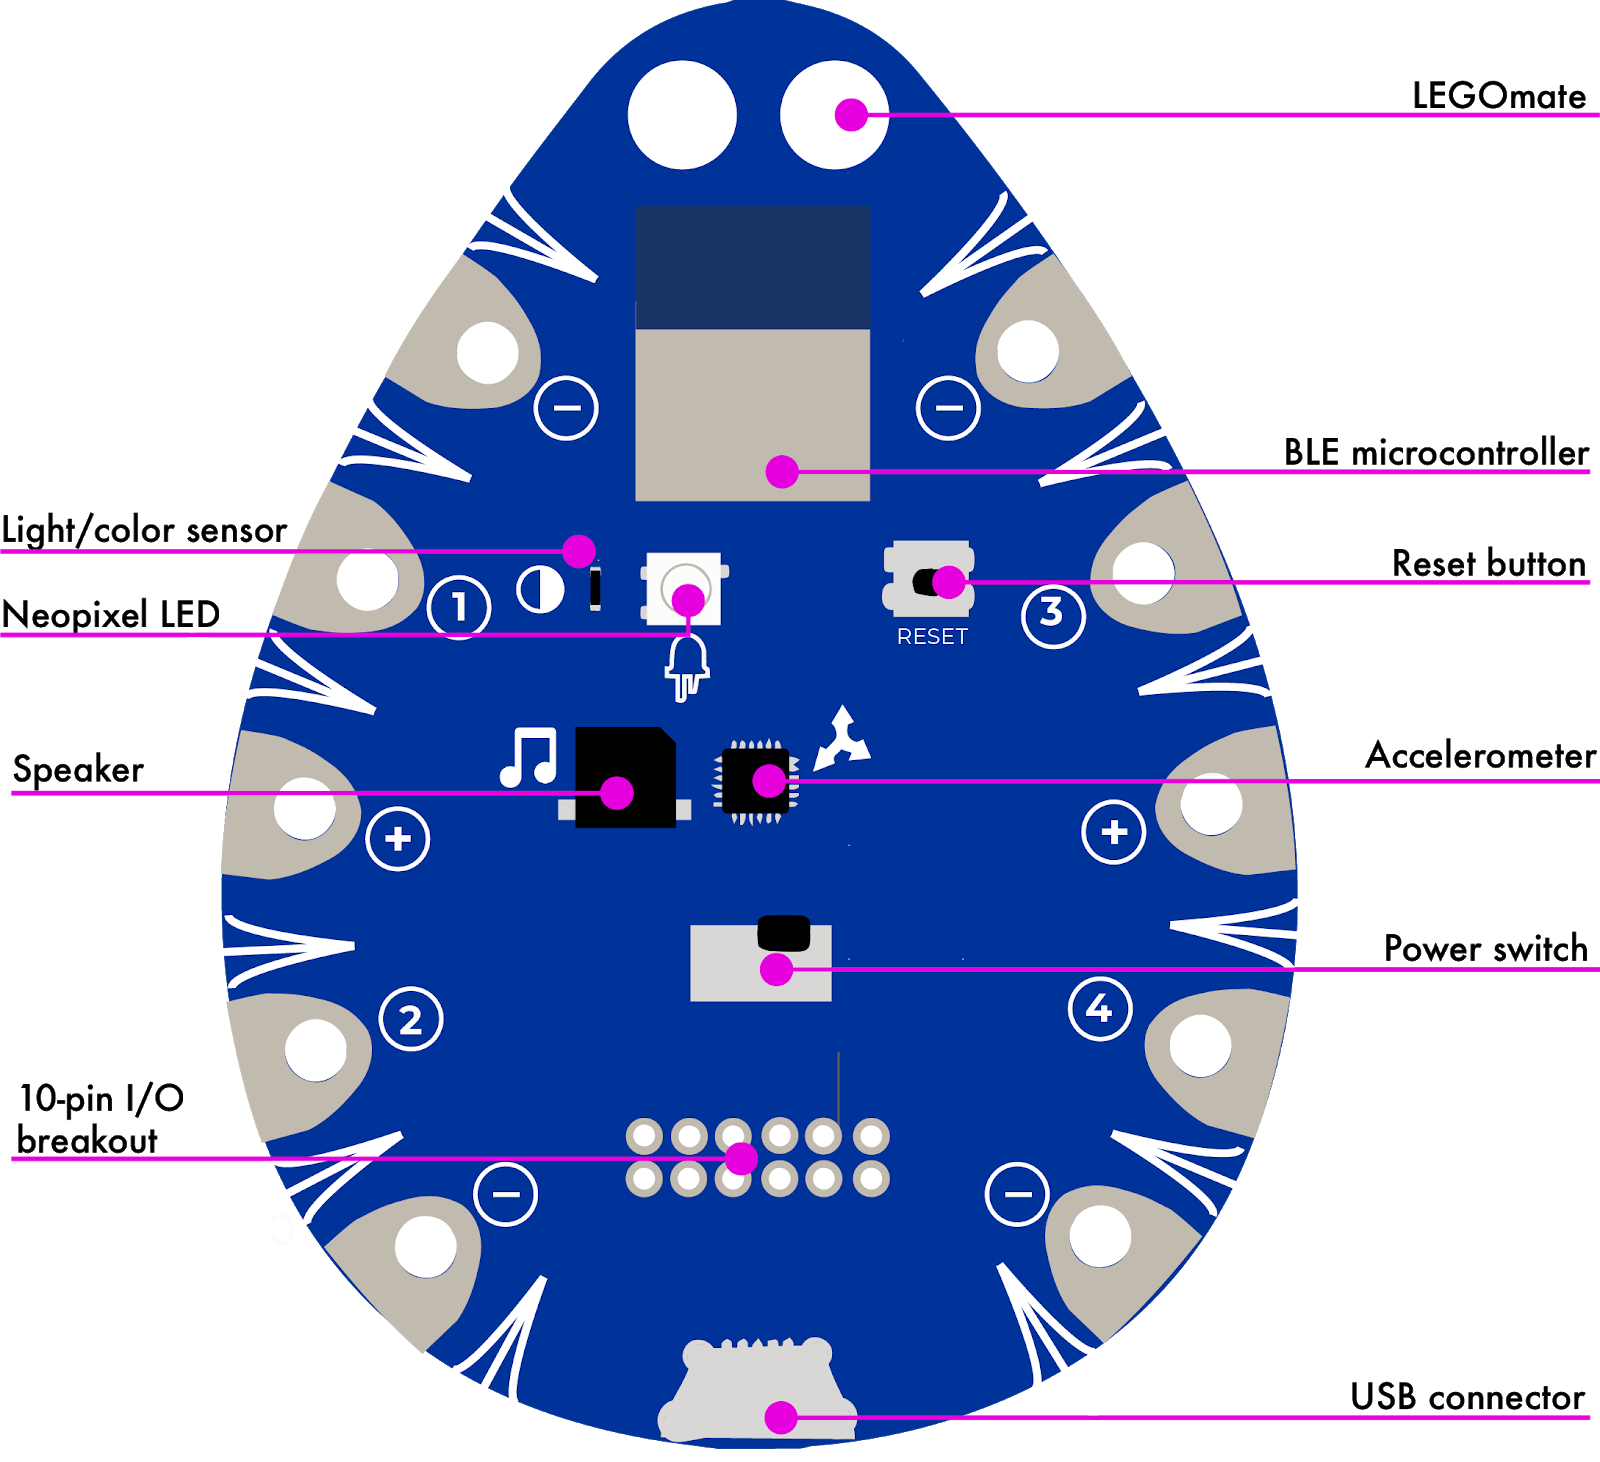 LEGOmate
−
−
BLE microcontroller
Light/color sensor
Reset button
Neopixel LED
1
3
RESET
Speaker
Accelerometer
+
+
Power switch
2
4
10-pin I/O
breakout
−
−
USB connector